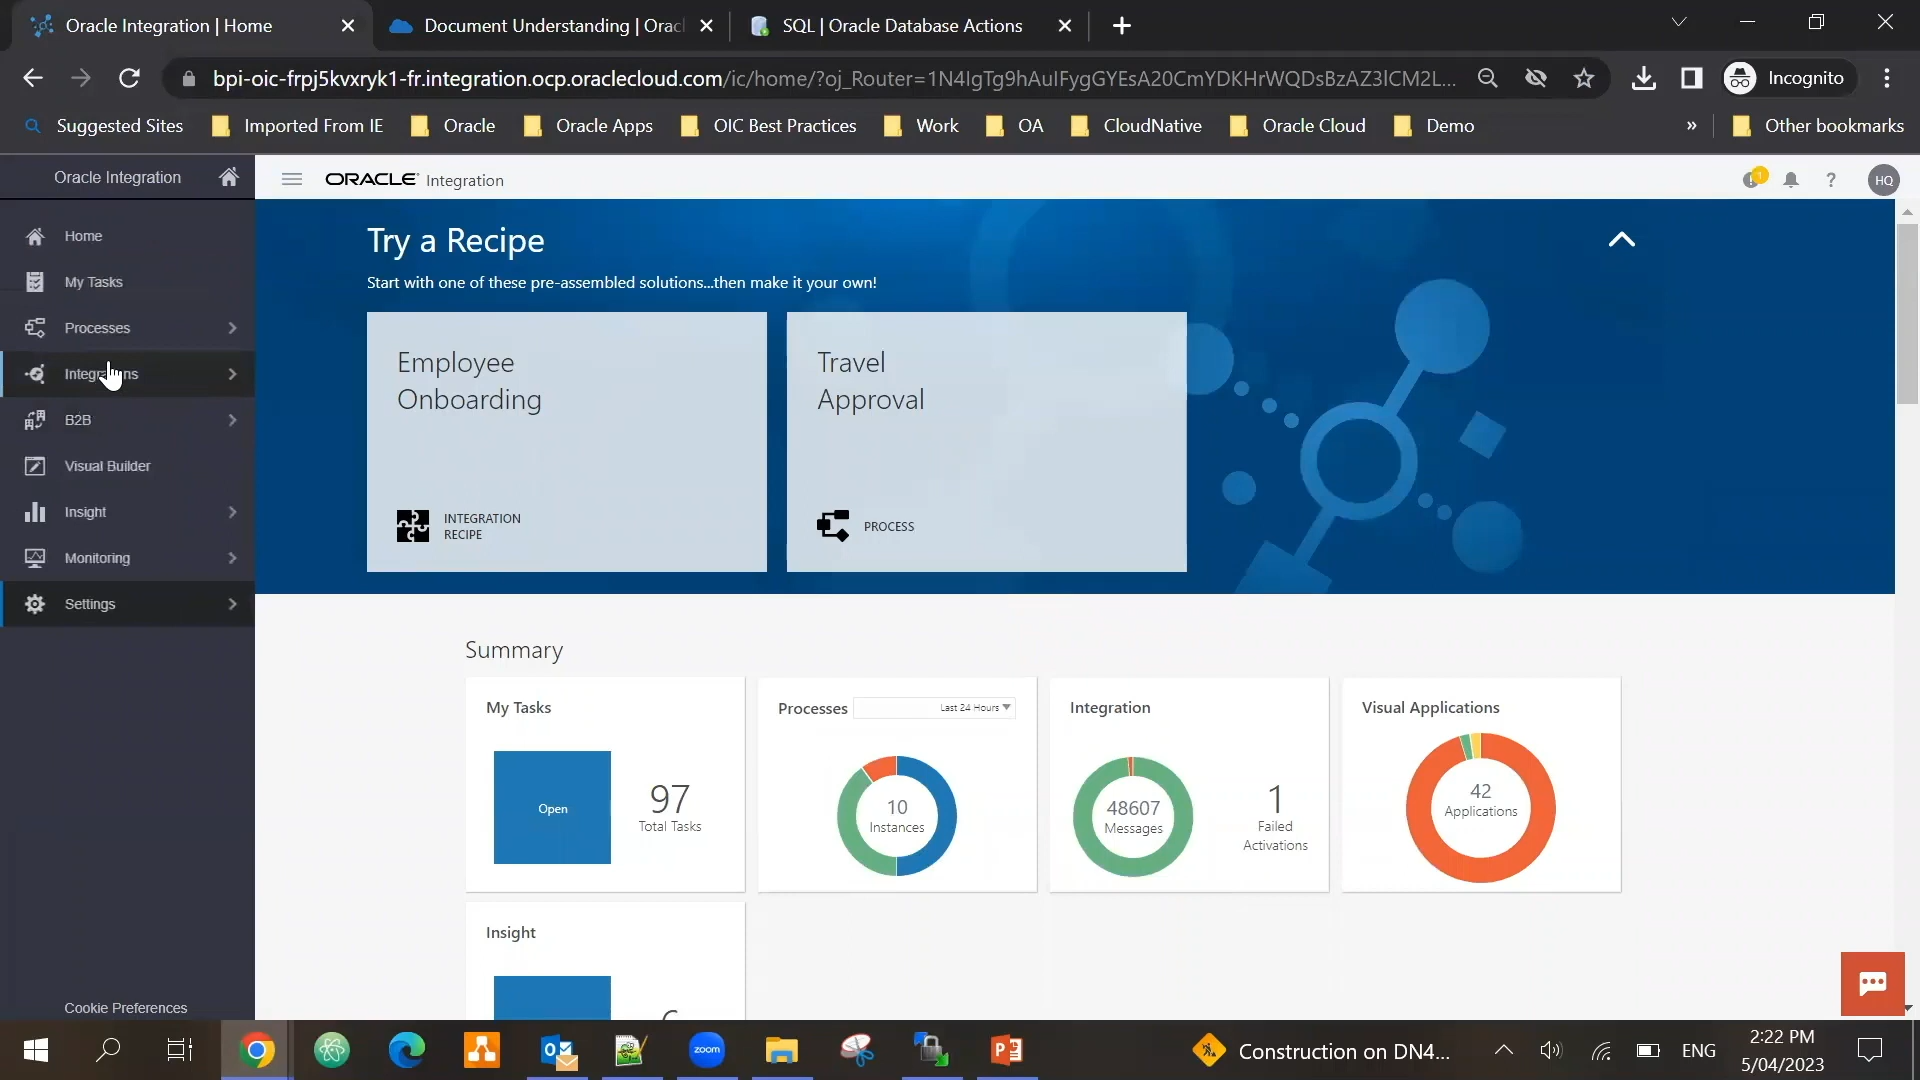 Oracle Integration | Home
Document Understanding | Orac
SQL | Oracle Database Actions
bpi-oic-frpj5kvxryk1-fr.integration.ocp.oraclecloud.com/ic/home/?oj_Router=1N4IgTg9hAuIFygGYEsA20CmYDKHrWQDsBzAZ3ICM2L...
Incognito
Suggested Sites
Imported From IE
Oracle
Oracle Apps
OIC Best Practices
Work
OA
CloudNative
Oracle Cloud
Demo
»
Other bookmarks
Oracle Integration
ORACLE Integration
1
?
HQ
Home
My Tasks
Processes
Integrations
B2B
Visual Builder
Insight
Monitoring
Settings
Cookie Preferences
Try a Recipe
Start with one of these pre-assembled solutions...then make it your own!
Employee
Onboarding
INTEGRATION
RECIPE
Travel
Approval
PROCESS
Summary
My Tasks
Open
97
Total Tasks
Processes
Last 24 Hours
10
Instances
Integration
48607
Messages
1
Failed
Activations
Visual Applications
42
Applications
Insight
zoom
Construction on DN4...
ENG
2:22 PM
5/04/2023